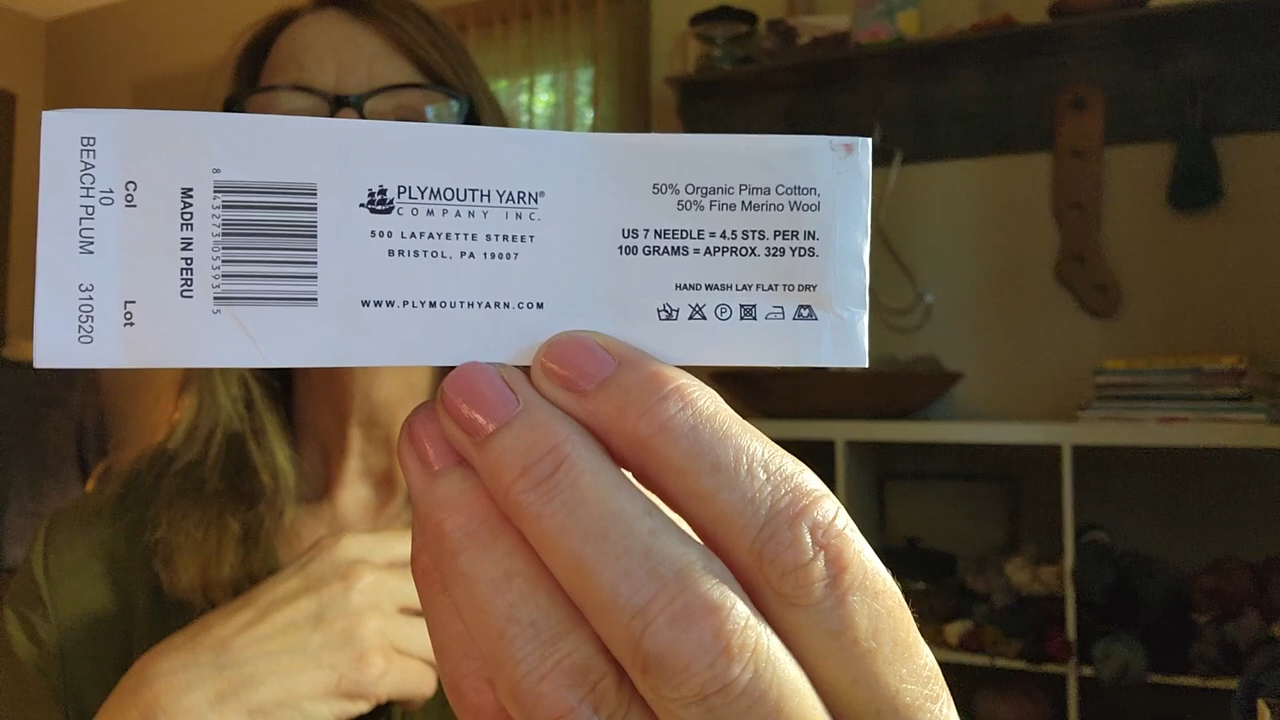 Col
10
BEACH PLUM
Lot
310520
MADE IN PERU
8 43273 05393 5
PLYMOUTH YARN®
COMPANY INC.
500 LAFAYETTE STREET
BRISTOL, PA 19007
WWW.PLYMOUTHYARN.COM
50% Organic Pima Cotton,
50% Fine Merino Wool
US 7 NEEDLE = 4.5 STS. PER IN.
100 GRAMS = APPROX. 329 YDS.
HAND WASH LAY FLAT TO DRY
P